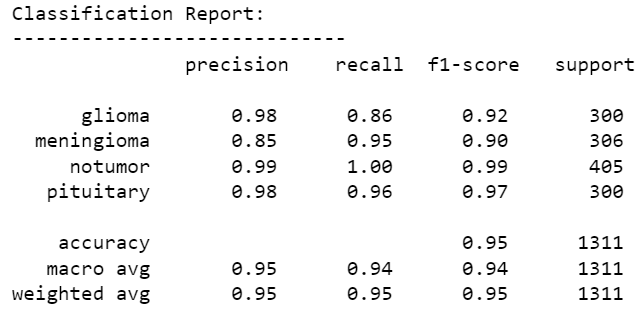 Classification Report:
------------------------------
precision recall f1-score support
glioma 0.98 0.86 0.92 300
meningioma 0.85 0.95 0.90 306
notumor 0.99 1.00 0.99 405
pituitary 0.98 0.96 0.97 300
accuracy 0.95 1311
macro avg 0.95 0.94 0.94 1311
weighted avg 0.95 0.95 0.95 1311